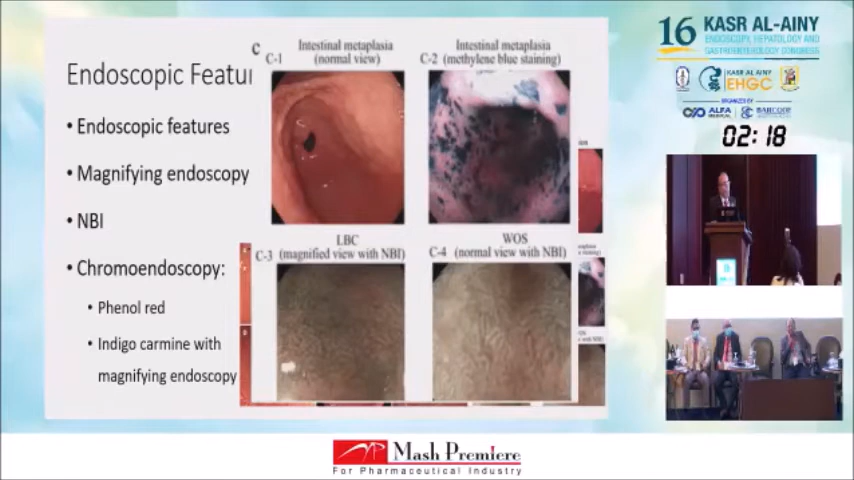 Endoscopic Featur
• Endoscopic features
• Magnifying endoscopy
• NBI
• Chromoendoscopy:
• Phenol red
• Indigo carmine with
magnifying endoscopy
c
Intestinal metaplasia
C-1 (normal view)
Intestinal metaplasia
C-2 (methylene blue staining)
LBC
C-3 (magnified view with NBI)
WOS
C-4 (normal view with NBI)
16 KASR AL-AINY
ENDOSCOPY, HEPATOLOGY AND
GASTROENTEROLOGY CONGRESS
KASR AL AINY
EHGC
ORGANIZED BY
ALFA
02:18
Mash Premiere
For Pharmaceutical Industry